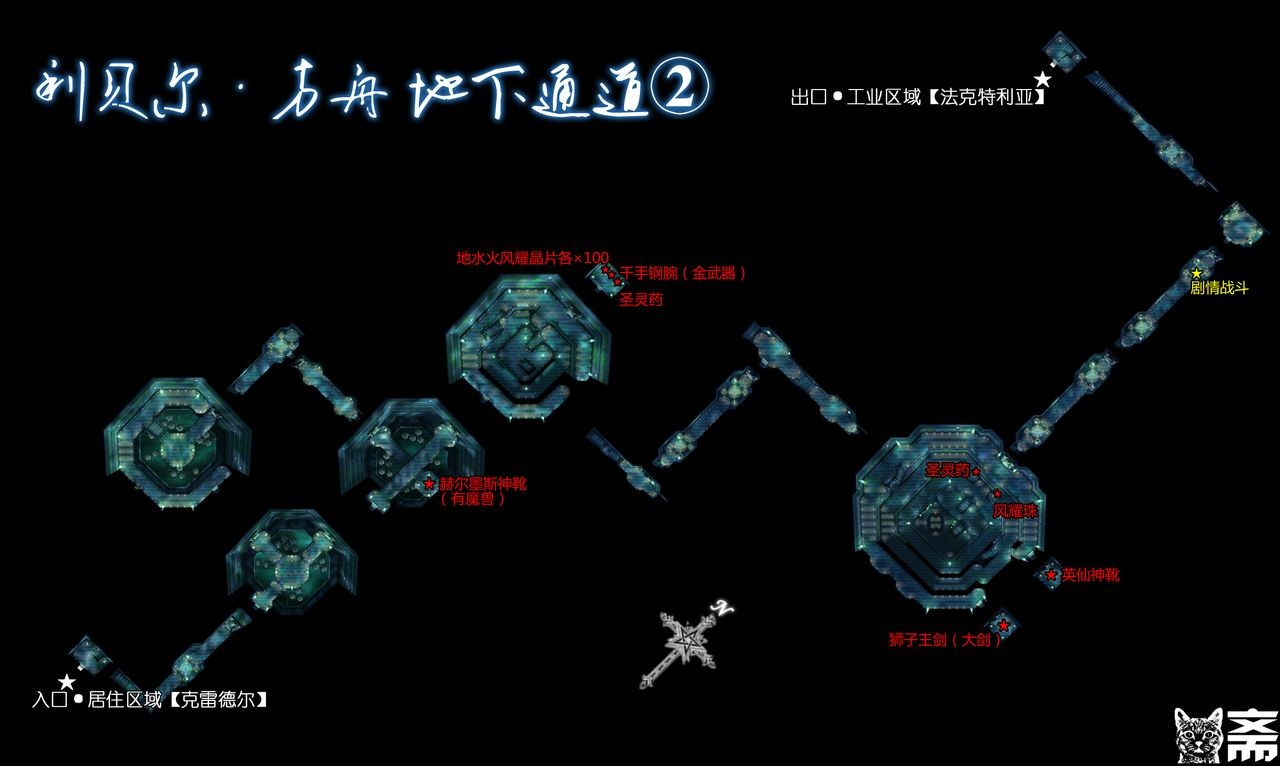 利贝尔·方舟地下通道②
出口●工业区域【法克特利亚】
地水火风耀晶片各×100
千手钢腕（金武器）
圣灵药
剧情战斗
圣灵药
赫尔墨斯神靴
（有魔兽）
风耀珠
英仙神靴
狮子王剑（大剑）
N
入口●居住区域【克雷德尔】
斋